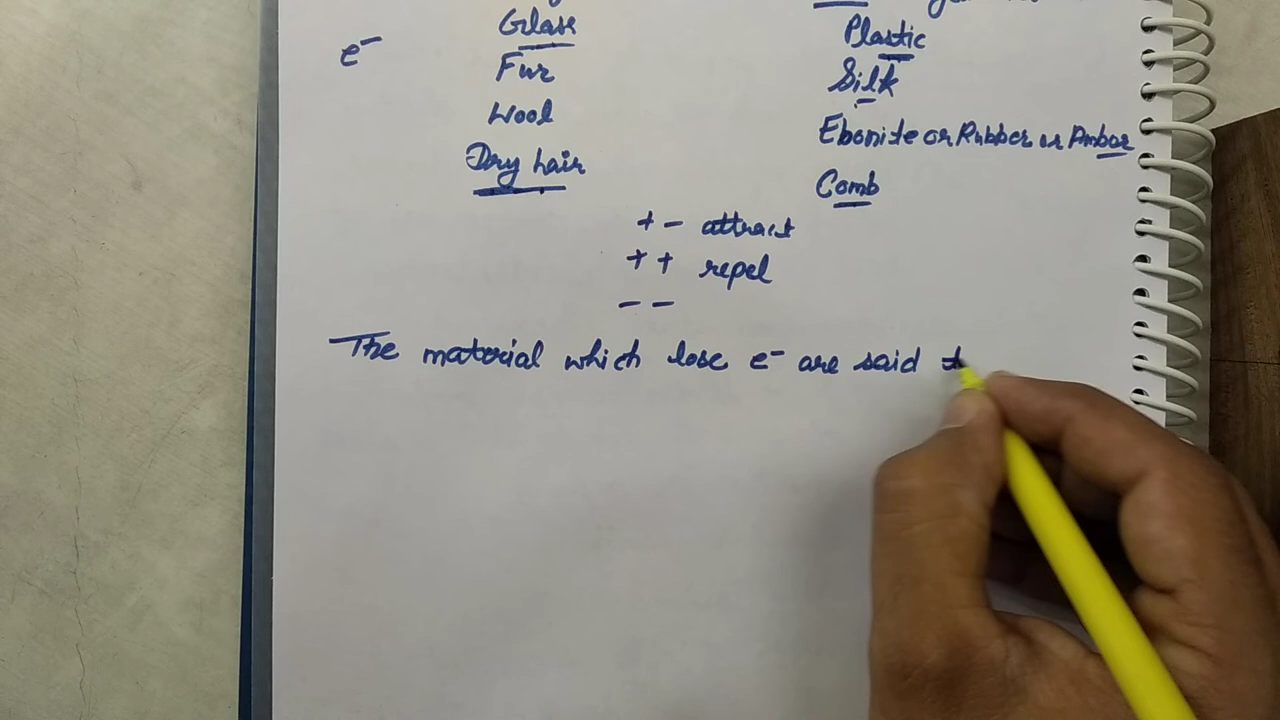 Glass
Plastic
e⁻
Fur
Silk
Wool
Ebonite or Rubber or Ambar
Dry hair
Comb
+ - attract
+ + repel
- -
The material which lose e⁻ are said t